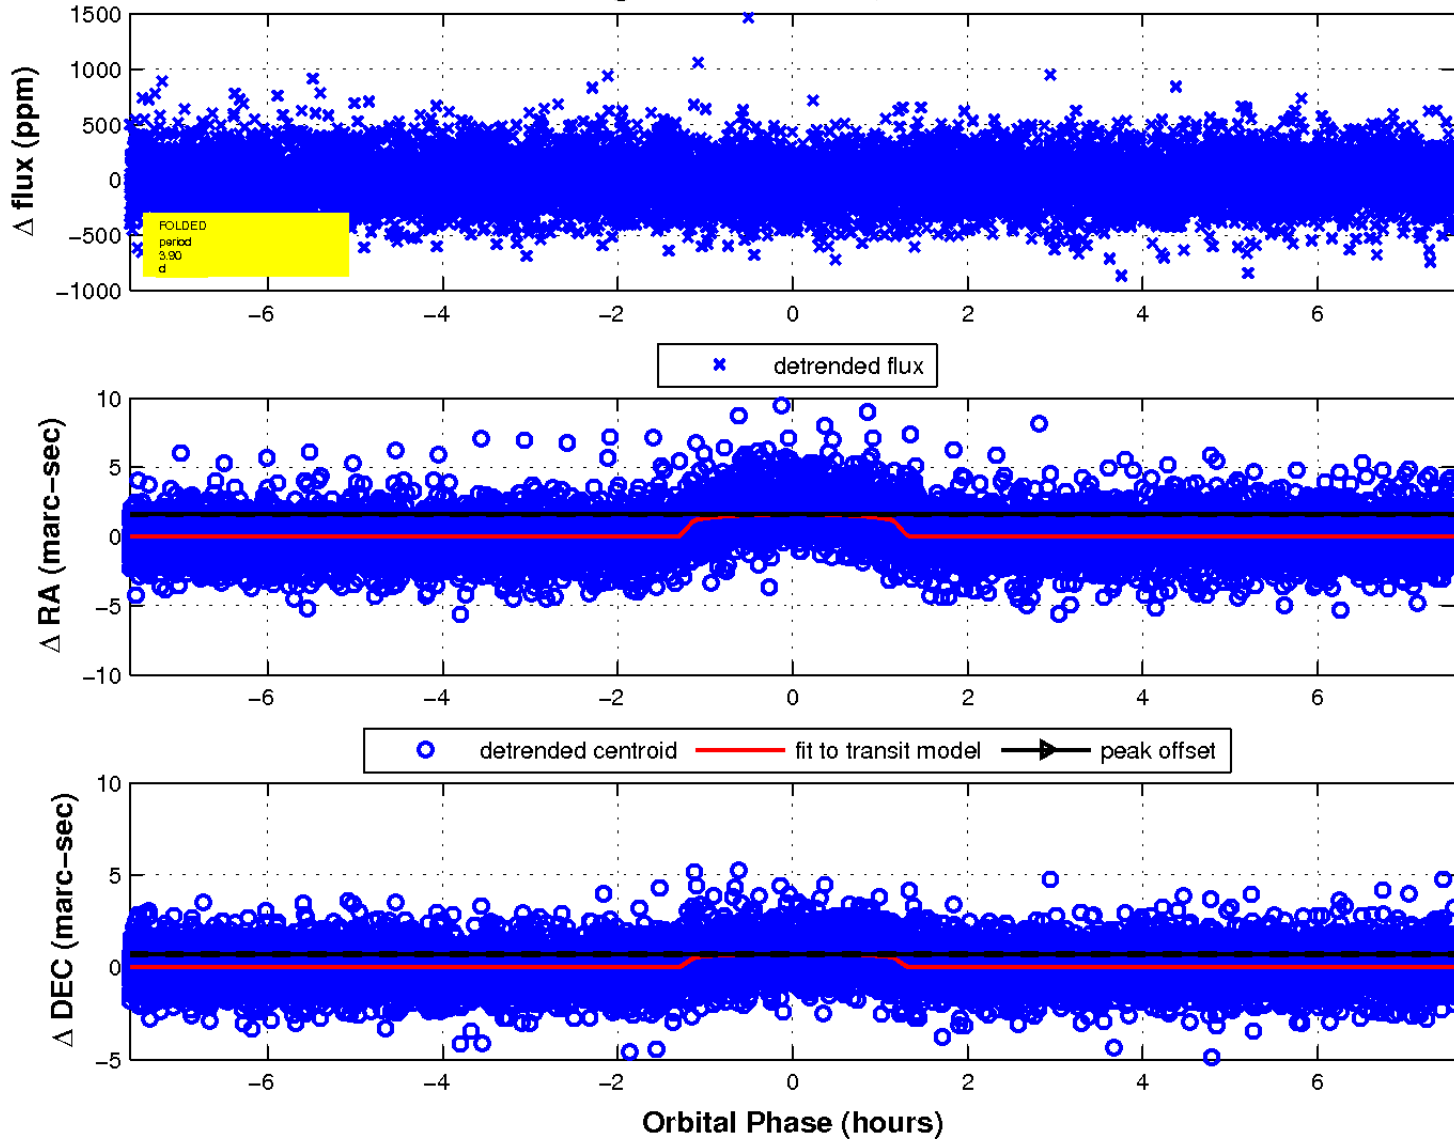 1500
1000
500
0
−500
−1000
Δ flux (ppm)
FOLDED
period
3.90
d
−6 −4 −2 0 2 4 6
detrended flux
10
5
0
−5
−10
Δ RA (marc−sec)
−6 −4 −2 0 2 4 6
detrended centroid fit to transit model peak offset
10
5
0
−5
Δ DEC (marc−sec)
−6 −4 −2 0 2 4 6
Orbital Phase (hours)